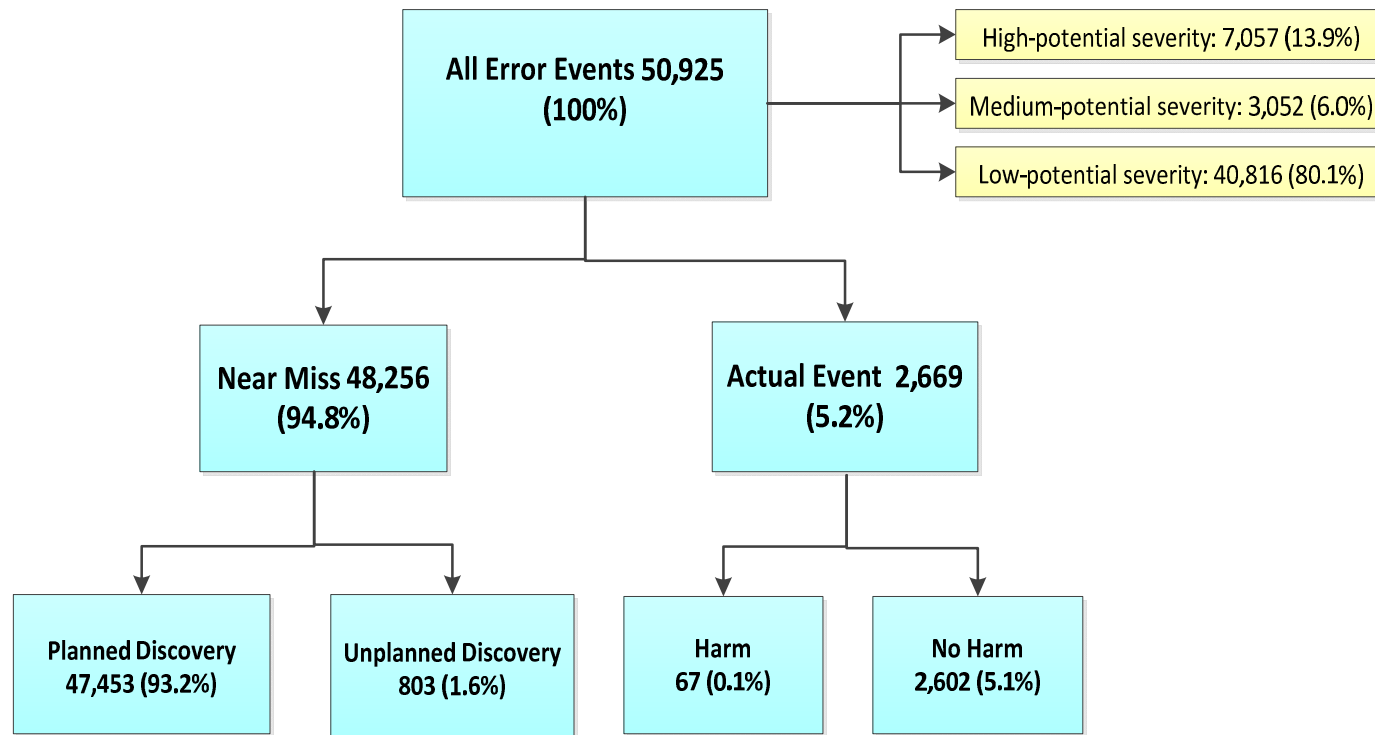 All Error Events 50,925
(100%)
High-potential severity: 7,057 (13.9%)
Medium-potential severity: 3,052 (6.0%)
Low-potential severity: 40,816 (80.1%)
Near Miss 48,256
(94.8%)
Actual Event 2,669
(5.2%)
Planned Discovery
47,453 (93.2%)
Unplanned Discovery
803 (1.6%)
Harm
67 (0.1%)
No Harm
2,602 (5.1%)